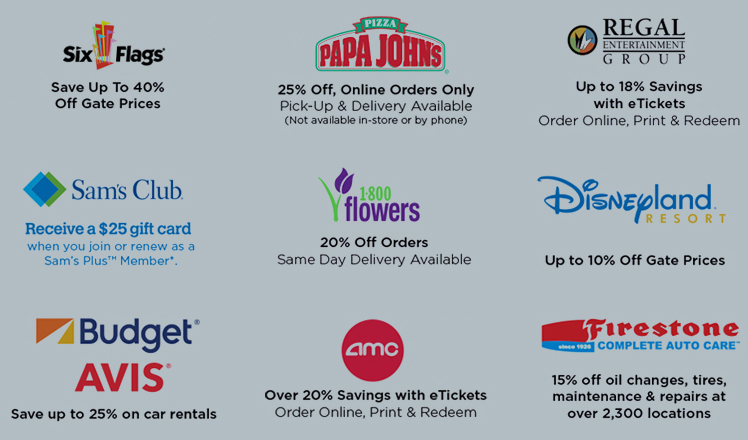 Six Flags®
Save Up To 40%
Off Gate Prices
PIZZA
PAPA JOHNS®
25% Off, Online Orders Only
Pick-Up & Delivery Available
(Not available in-store or by phone)
REGAL
ENTERTAINMENT
GROUP
Up to 18% Savings
with eTickets
Order Online, Print & Redeem
Sam's Club®
Receive a $25 gift card
when you join or renew as a
Sam's Plus™ Member*.
1·800
flowers
20% Off Orders
Same Day Delivery Available
Disneyland®
RESORT
Up to 10% Off Gate Prices
Budget®
AVIS®
Save up to 25% on car rentals
amc
Over 20% Savings with eTickets
Order Online, Print & Redeem
Firestone
since 1926 COMPLETE AUTO CARE™
15% off oil changes, tires,
maintenance & repairs at
over 2,300 locations